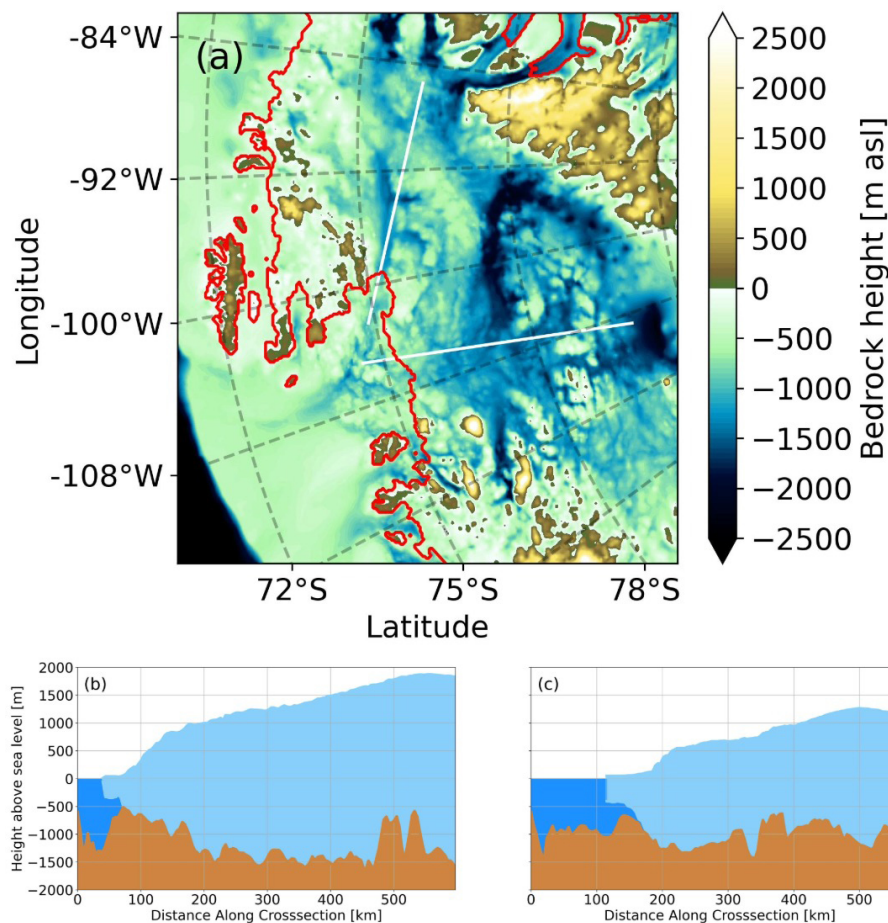 (a)
-84°W
-92°W
-100°W
-108°W
Longitude
72°S
75°S
78°S
Latitude
2500
2000
1500
1000
500
0
−500
−1000
−1500
−2000
−2500
Bedrock height [m asl]
(b)
2000
1500
1000
500
0
−500
−1000
−1500
−2000
Height above sea level [m]
0 100 200 300 400 500
Distance Along Crosssection [km]
(c)
0 100 200 300 400 500
Distance Along Crosssection [km]